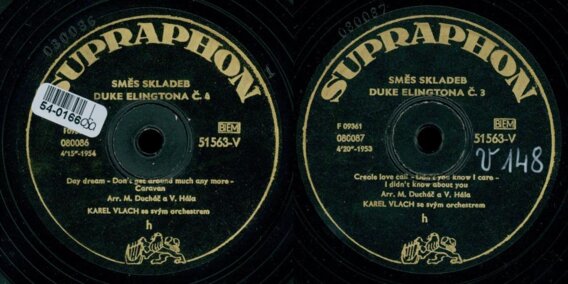 080086
SUPRAPHON
SMĚS SKLADEB
DUKE ELINGTONA Č. 4
54-0166
BIEM
51563-V
080086
4'15"-1954
Day dream - Don't get around much any more -
Caravan
Arr. M. Ducháč a V. Hála
KAREL VLACH se svým orchestrem
h
080087
SUPRAPHON
SMĚS SKLADEB
DUKE ELINGTONA Č. 3
F 09361
BIEM
080087
51563-V
4'20"-1953
V 148
Creole love call - Don't you know I care -
I didn't know about you
Arr. M. Ducháč a V. Hála
KAREL VLACH se svým orchestrem
h